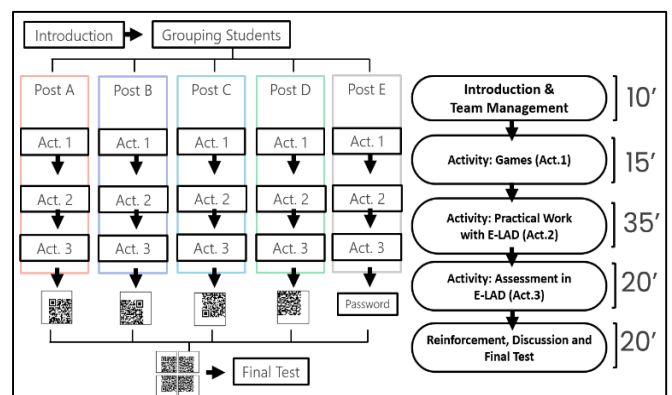 Introduction
Grouping Students
Post A
Post B
Post C
Post D
Post E
Act. 1
Act. 1
Act. 1
Act. 1
Act. 1
Act. 2
Act. 2
Act. 2
Act. 2
Act. 2
Act. 3
Act. 3
Act. 3
Act. 3
Act. 3
Password
Final Test
Introduction &
Team Management
10’
Activity: Games (Act.1)
15’
Activity: Practical Work
with E-LAD (Act.2)
35’
Activity: Assessment in
E-LAD (Act.3)
20’
Reinforcement, Discussion and
Final Test
20’